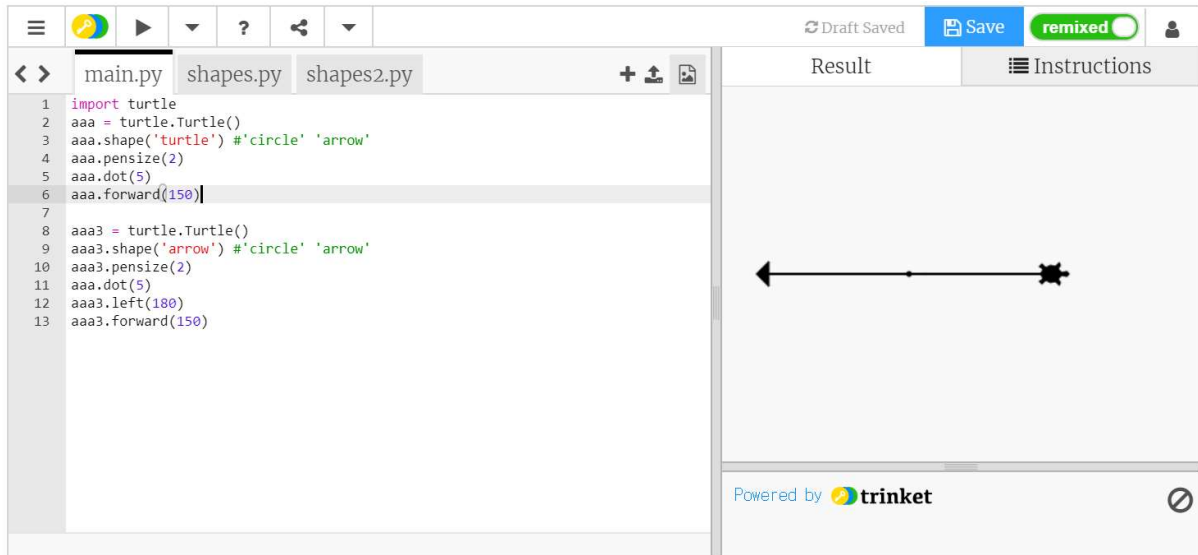 ?
Draft Saved
Save
remixed
main.py shapes.py shapes2.py
Result
Instructions
1 import turtle
2 aaa = turtle.Turtle()
3 aaa.shape('turtle') #'circle' 'arrow'
4 aaa.pensize(2)
5 aaa.dot(5)
6 aaa.forward(150)
7
8 aaa3 = turtle.Turtle()
9 aaa3.shape('arrow') #'circle' 'arrow'
10 aaa3.pensize(2)
11 aaa.dot(5)
12 aaa3.left(180)
13 aaa3.forward(150)
Powered by trinket